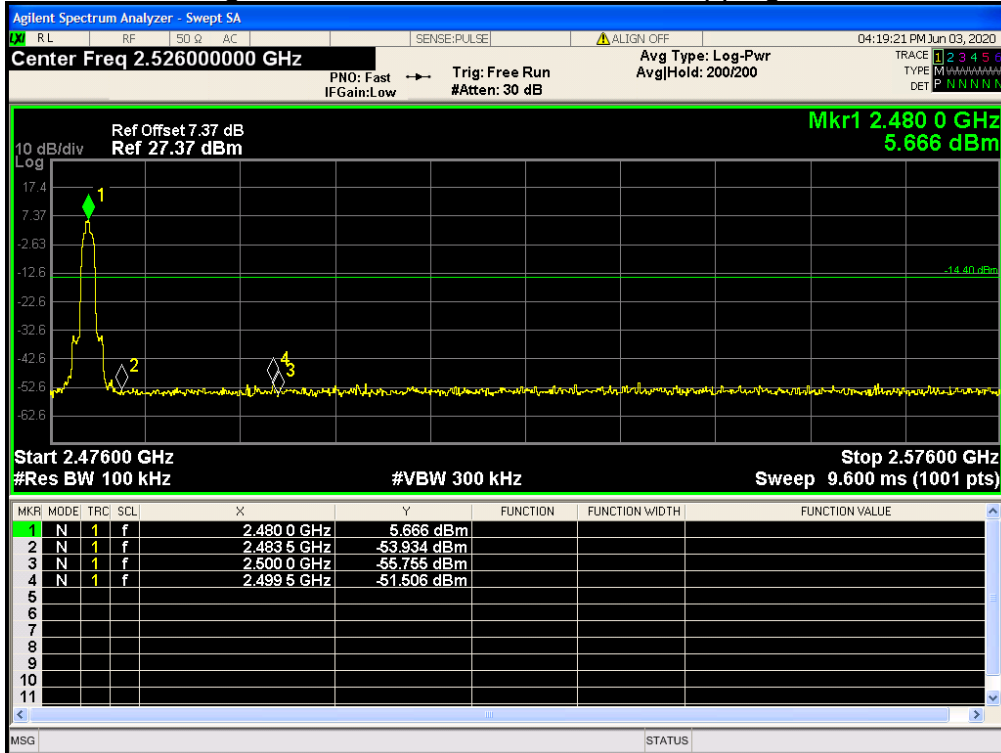 Agilent Spectrum Analyzer - Swept SA
LXI RL RF 50 Ω AC SENSE:PULSE ALIGN OFF 04:19:21 PM Jun 03, 2020
Center Freq 2.526000000 GHz
PNO: Fast
IFGain:Low
Trig: Free Run
#Atten: 30 dB
Avg Type: Log-Pwr
Avg|Hold: 200/200
TRACE 1 2 3 4 5 6
TYPE M
DET P N N N N N
Mkr1 2.480 0 GHz
5.666 dBm
10 dB/div
Log
Ref Offset 7.37 dB
Ref 27.37 dBm
17.4
7.37
-2.63
-12.6
-22.6
-32.6
-42.6
-52.6
-62.6
1
2
4
3
-14.40 dBm
Start 2.47600 GHz
Stop 2.57600 GHz
#Res BW 100 kHz
#VBW 300 kHz
Sweep 9.600 ms (1001 pts)
MKR MODE TRC SCL X Y FUNCTION FUNCTION WIDTH FUNCTION VALUE
1 N 1 f 2.480 0 GHz 5.666 dBm
2 N 1 f 2.483 5 GHz -53.934 dBm
3 N 1 f 2.500 0 GHz -55.755 dBm
4 N 1 f 2.499 5 GHz -51.506 dBm
5
6
7
8
9
10
11
MSG STATUS